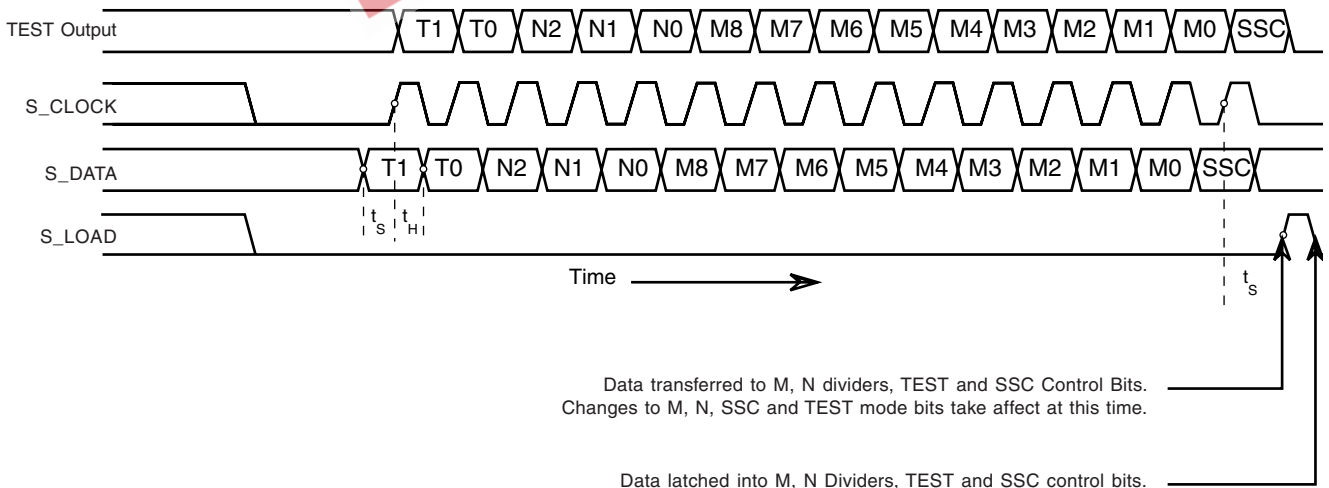 TEST Output T1 T0 N2 N1 N0 M8 M7 M6 M5 M4 M3 M2 M1 M0 SSC
S_CLOCK
S_DATA T1 T0 N2 N1 N0 M8 M7 M6 M5 M4 M3 M2 M1 M0 SSC
tS tH
S_LOAD
Time tS
Data transferred to M, N dividers, TEST and SSC Control Bits.
Changes to M, N, SSC and TEST mode bits take affect at this time.
Data latched into M, N Dividers, TEST and SSC control bits.